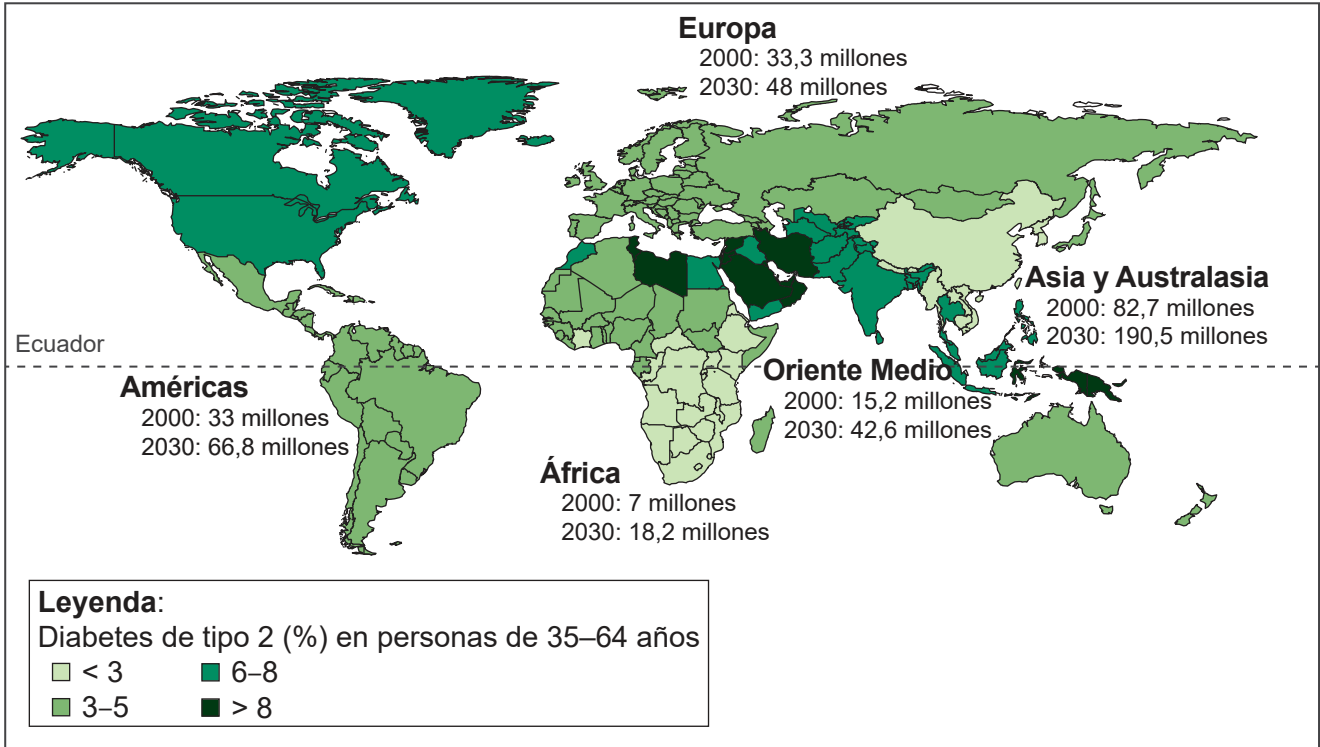 Europa
2000: 33,3 millones
2030: 48 millones
Asia y Australasia
2000: 82,7 millones
2030: 190,5 millones
Ecuador
Américas
2000: 33 millones
2030: 66,8 millones
Oriente Medio
2000: 15,2 millones
2030: 42,6 millones
África
2000: 7 millones
2030: 18,2 millones
Leyenda:
Diabetes de tipo 2 (%) en personas de 35–64 años
< 3
6–8
3–5
> 8